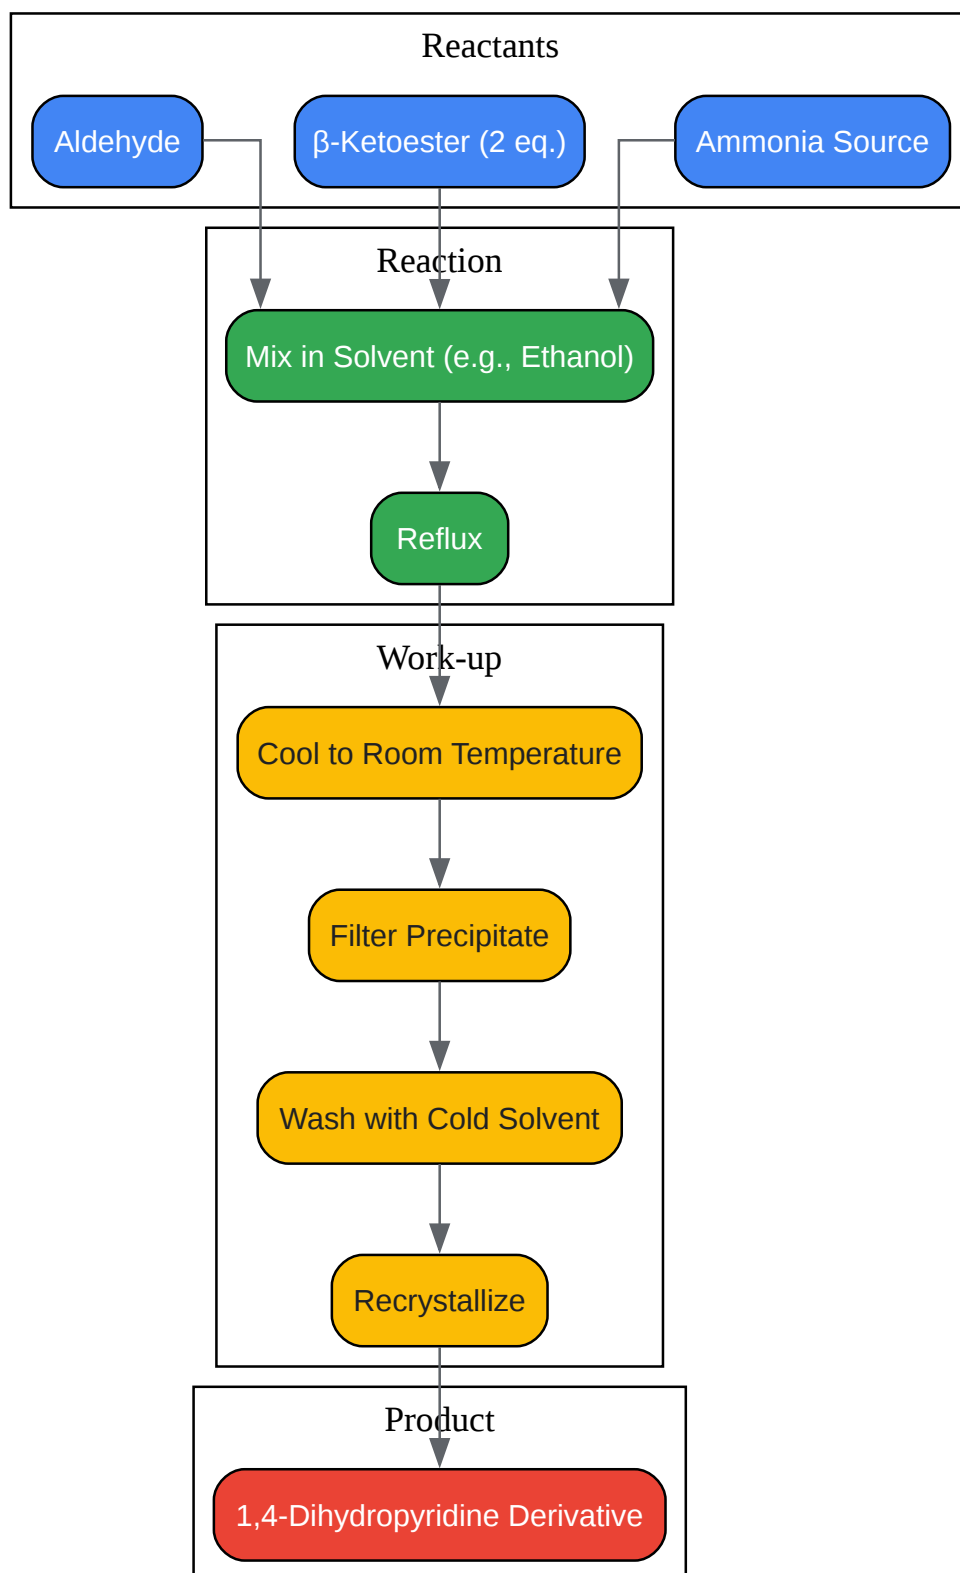 Reactants
Aldehyde
β-Ketoester (2 eq.)
Ammonia Source
Reaction
Mix in Solvent (e.g., Ethanol)
Reflux
Work-up
Cool to Room Temperature
Filter Precipitate
Wash with Cold Solvent
Recrystallize
Product
1,4-Dihydropyridine Derivative